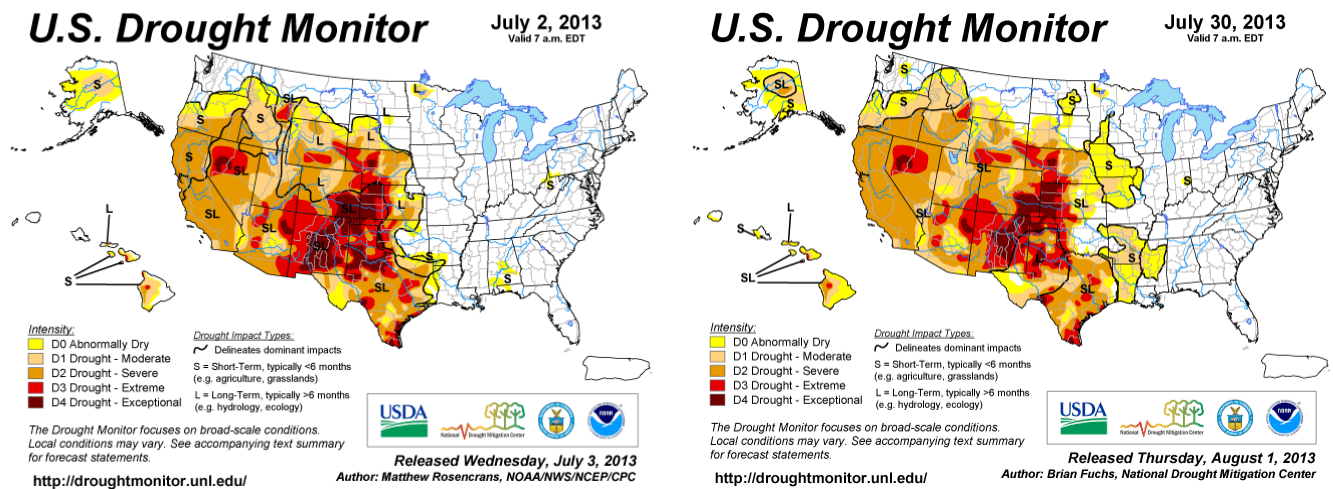 U.S. Drought Monitor
July 2, 2013
Valid 7 a.m. EDT
S
L
SL
S
S
L
L
L
S
SL
L
L
S
SL
SL
SL
SL
S
S
SL
L
S
Intensity:
D0 Abnormally Dry
D1 Drought - Moderate
D2 Drought - Severe
D3 Drought - Extreme
D4 Drought - Exceptional
Drought Impact Types:
Delineates dominant impacts
S = Short-Term, typically <6 months
(e.g. agriculture, grasslands)
L = Long-Term, typically >6 months
(e.g. hydrology, ecology)
The Drought Monitor focuses on broad-scale conditions.
Local conditions may vary. See accompanying text summary
for forecast statements.
USDA
National Drought Mitigation Center
NOAA
http://droughtmonitor.unl.edu/
Released Wednesday, July 3, 2013
Author: Matthew Rosencrans, NOAA/NWS/NCEP/CPC
U.S. Drought Monitor
July 30, 2013
Valid 7 a.m. EDT
S
SL
S
S
S
L
S
S
SL
S
SL
L
S
SL
L
S
SL
Intensity:
D0 Abnormally Dry
D1 Drought - Moderate
D2 Drought - Severe
D3 Drought - Extreme
D4 Drought - Exceptional
Drought Impact Types:
Delineates dominant impacts
S = Short-Term, typically <6 months
(e.g. agriculture, grasslands)
L = Long-Term, typically >6 months
(e.g. hydrology, ecology)
The Drought Monitor focuses on broad-scale conditions.
Local conditions may vary. See accompanying text summary
for forecast statements.
USDA
National Drought Mitigation Center
NOAA
http://droughtmonitor.unl.edu/
Released Thursday, August 1, 2013
Author: Brian Fuchs, National Drought Mitigation Center